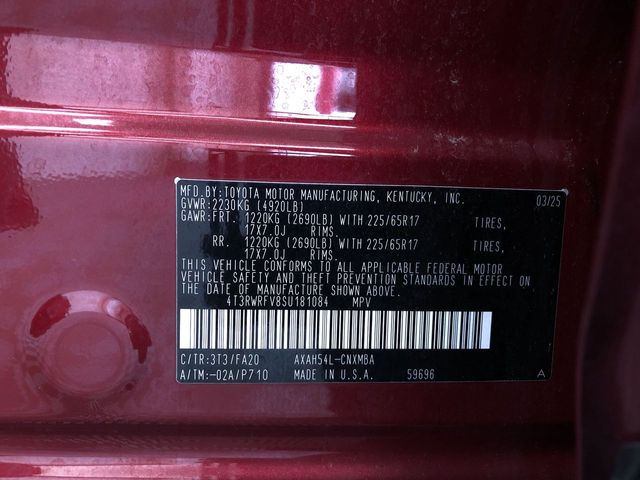 MFD.BY:TOYOTA MOTOR MANUFACTURING, KENTUCKY, INC. 03/25
GVWR:2230KG (4920LB)
GAWR:FRT. 1220KG (2690LB) WITH 225/65R17 TIRES,
17X7.0J RIMS.
RR. 1220KG (2690LB) WITH 225/65R17 TIRES,
17X7.0J RIMS.
THIS VEHICLE CONFORMS TO ALL APPLICABLE FEDERAL MOTOR
VEHICLE SAFETY AND THEFT PREVENTION STANDARDS IN EFFECT ON
THE DATE OF MANUFACTURE SHOWN ABOVE.
4T3RWRFV8SU181084 MPV
C/TR:3T3/FA20 AXAH54L-CNXMBA
A/TM:-02A/P710 MADE IN U.S.A. 59696 A